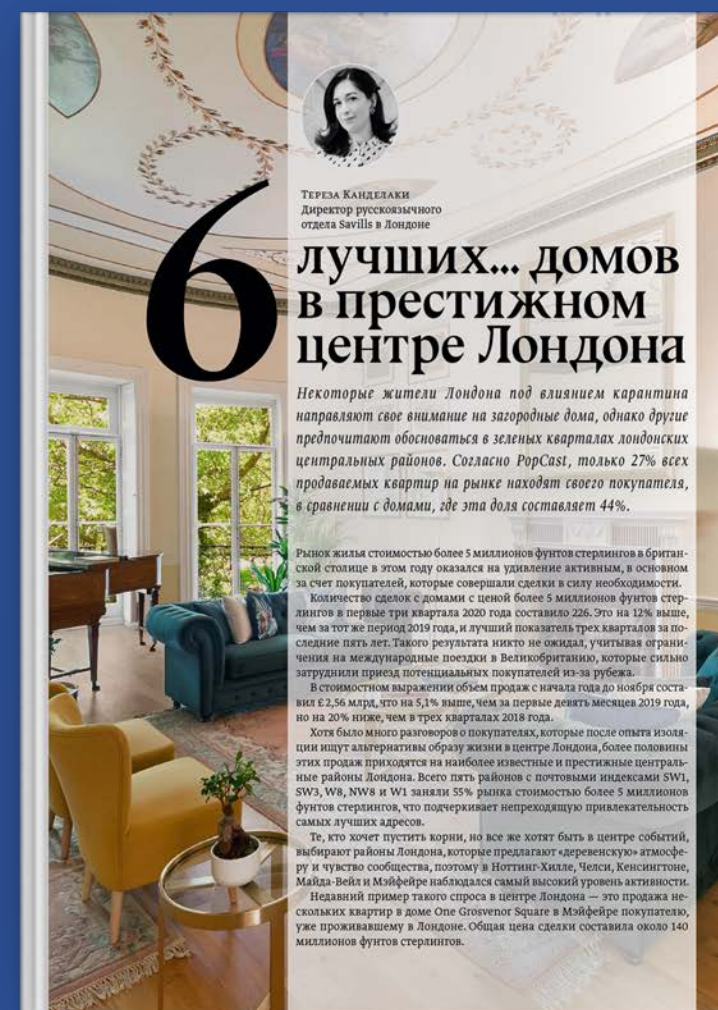 Тереза Канделаки
Директор русскоязычного
отдела Savills в Лондоне
6
лучших... домов
в престижном
центре Лондона
Некоторые жители Лондона под влиянием карантина
направляют свое внимание на загородные дома, однако другие
предпочитают обосноваться в зеленых кварталах лондонских
центральных районов. Согласно PopCast, только 27% всех
продаваемых квартир на рынке находят своего покупателя,
в сравнении с домами, где эта доля составляет 44%.
Рынок жилья стоимостью более 5 миллионов фунтов стерлингов в британ-
ской столице в этом году оказался на удивление активным, в основном
за счет покупателей, которые совершали сделки в силу необходимости.
Количество сделок с домами с ценой более 5 миллионов фунтов стер-
лингов в первые три квартала 2020 года составило 226. Это на 12% выше,
чем за тот же период 2019 года, и лучший показатель трех кварталов за по-
следние пять лет. Такого результата никто не ожидал, учитывая ограни-
чения на международные поездки в Великобританию, которые сильно
затруднили приезд потенциальных покупателей из-за рубежа.
В стоимостном выражении объем продаж с начала года до ноября соста-
вил £ 2,56 млрд, что на 5,1% выше, чем за первые девять месяцев 2019 года,
но на 20% ниже, чем в трех кварталах 2018 года.
Хотя было много разговоров о покупателях, которые после опыта изоля-
ции ищут альтернативы образу жизни в центре Лондона, более половины
этих продаж приходятся на наиболее известные и престижные централь-
ные районы Лондона. Всего пять районов с почтовыми индексами SW1,
SW3, W8, NW8 и W1 заняли 55% рынка стоимостью более 5 миллионов
фунтов стерлингов, что подчеркивает непреходящую привлекательность
самых лучших адресов.
Те, кто хочет пустить корни, но все же хотят быть в центре событий,
выбирают районы Лондона, которые предлагают «деревенскую» атмосфе-
ру и чувство сообщества, поэтому в Ноттинг-Хилле, Челси, Кенсингтоне,
Майда-Вейл и Мэйфейре наблюдался самый высокий уровень активности.
Недавний пример такого спроса в центре Лондона — это продажа не-
скольких квартир в доме One Grosvenor Square в Мэйфейре покупателю,
уже проживавшему в Лондоне. Общая цена сделки составила около 140
миллионов фунтов стерлингов.